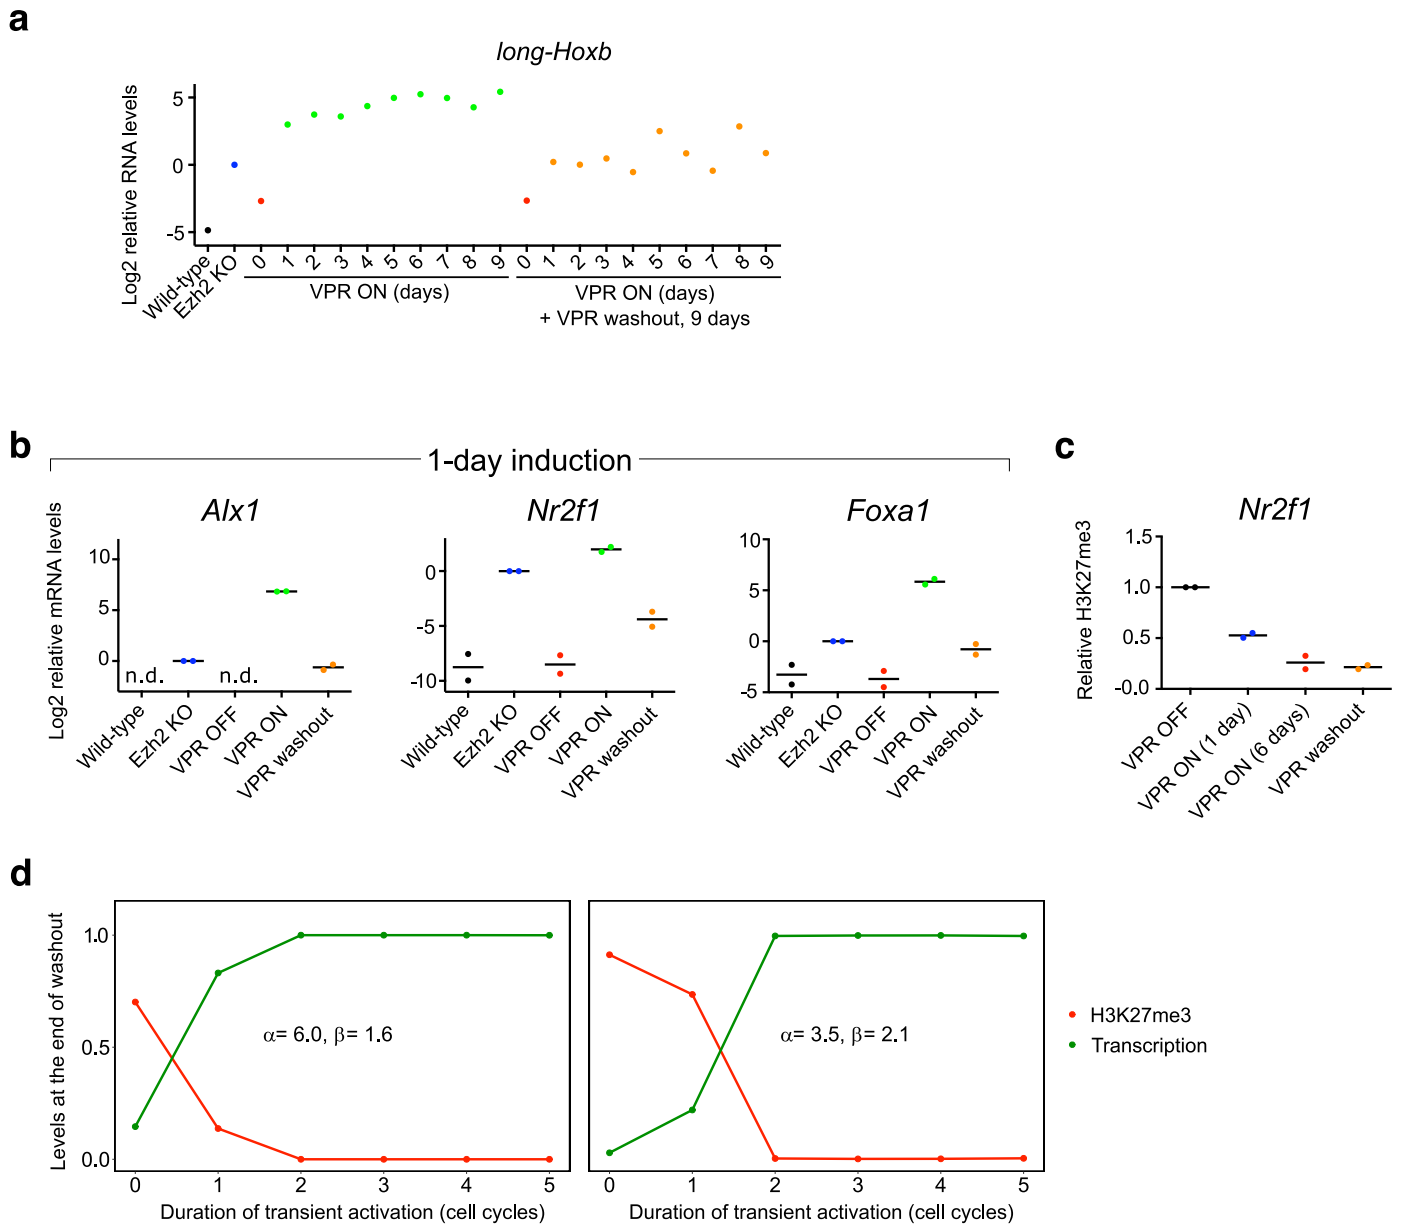 a
long-Hoxb
Log2 relative RNA levels
5
0
-5
Wild-type
Ezh2 KO
0 1 2 3 4 5 6 7 8 9
VPR ON (days)
0 1 2 3 4 5 6 7 8 9
VPR ON (days)
+ VPR washout, 9 days
b
1-day induction
Log2 relative mRNA levels
Alx1
10
5
0
n.d.
n.d.
Wild-type
Ezh2 KO
VPR OFF
VPR ON
VPR washout
Nr2f1
0
-5
-10
Wild-type
Ezh2 KO
VPR OFF
VPR ON
VPR washout
Foxa1
10
5
0
-5
Wild-type
Ezh2 KO
VPR OFF
VPR ON
VPR washout
c
Nr2f1
Relative H3K27me3
1.5
1.0
0.5
-0.0
VPR OFF
VPR ON (1 day)
VPR ON (6 days)
VPR washout
d
Levels at the end of washout
1.0
0.5
0.0
α= 6.0, β= 1.6
0 1 2 3 4 5
Duration of transient activation (cell cycles)
α= 3.5, β= 2.1
0 1 2 3 4 5
Duration of transient activation (cell cycles)
H3K27me3
Transcription